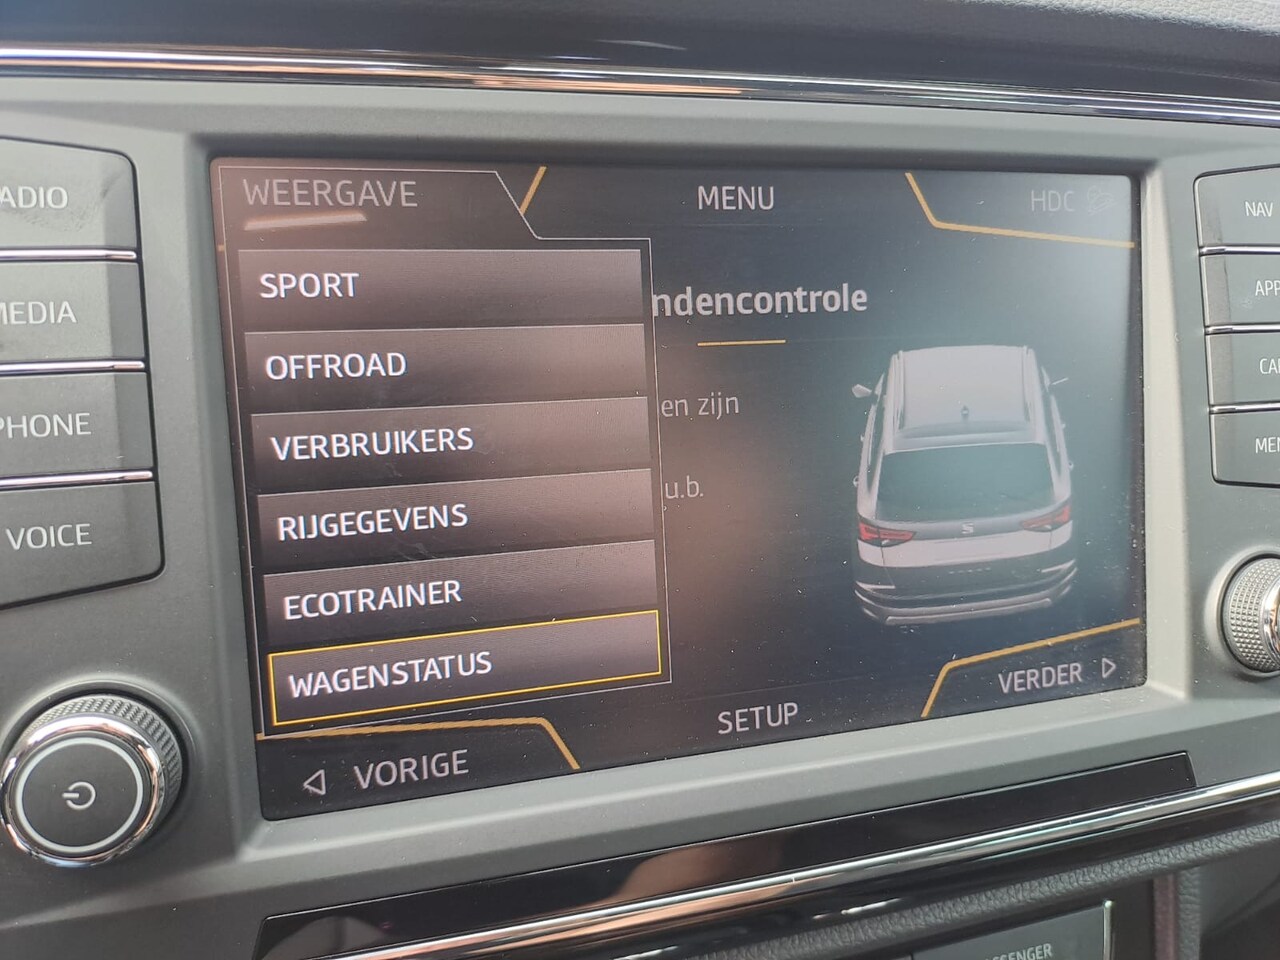 WEERGAVE
MENU
HDC
SPORT
OFFROAD
VERBRUIKERS
RIJGEGEVENS
ECOTRAINER
WAGENSTATUS
ndencontrole
en zijn
u.b.
VORIGE
SETUP
VERDER
ADIO
MEDIA
PHONE
VOICE
NAV
APP
CAR
MEN
SSENGER